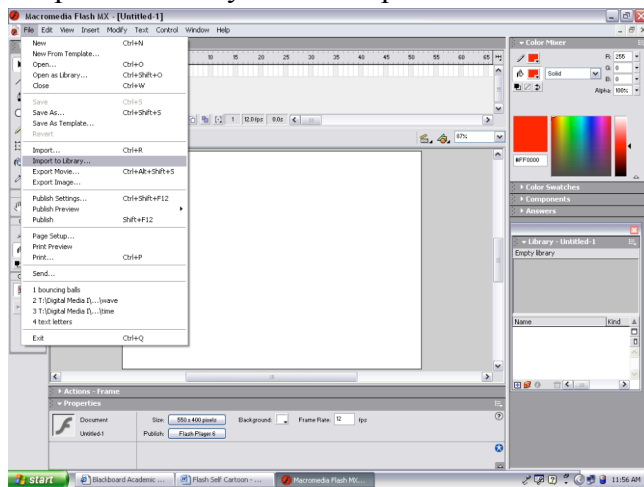 Macromedia Flash MX - [Untitled-1]
File Edit View Insert Modify Text Control Window Help
New Ctrl+N
New From Template...
Open... Ctrl+O
Open as Library... Ctrl+Shift+O
Close Ctrl+W
Save Ctrl+S
Save As... Ctrl+Shift+S
Save As Template...
Revert
Import... Ctrl+R
Import to Library...
Export Movie... Ctrl+Alt+Shift+S
Export Image...
Publish Settings... Ctrl+Shift+F12
Publish Preview
Publish Shift+F12
Page Setup...
Print Preview
Print... Ctrl+P
Send...
1 bouncing balls
2 T:\Digital Media I\...\wave
3 T:\Digital Media I\...\time
4 text letters
Exit Ctrl+Q
10 15 20 25 30 35 40 45 50 55 60 65
1 12.0 fps 0.0s
87%
Color Mixer
R: 255
Solid G: 0
B: 0
Alpha: 100%
#FF0000
Color Swatches
Components
Answers
Library - Untitled-1
Empty library
Name Kind
Actions - Frame
Properties
Document Size: 550 x 400 pixels Background: Frame Rate: 12 fps
Untitled-1 Publish: Flash Player 6
start Blackboard Academic ... Flash Self Cartoon - ... Macromedia Flash MX... 11:56 AM